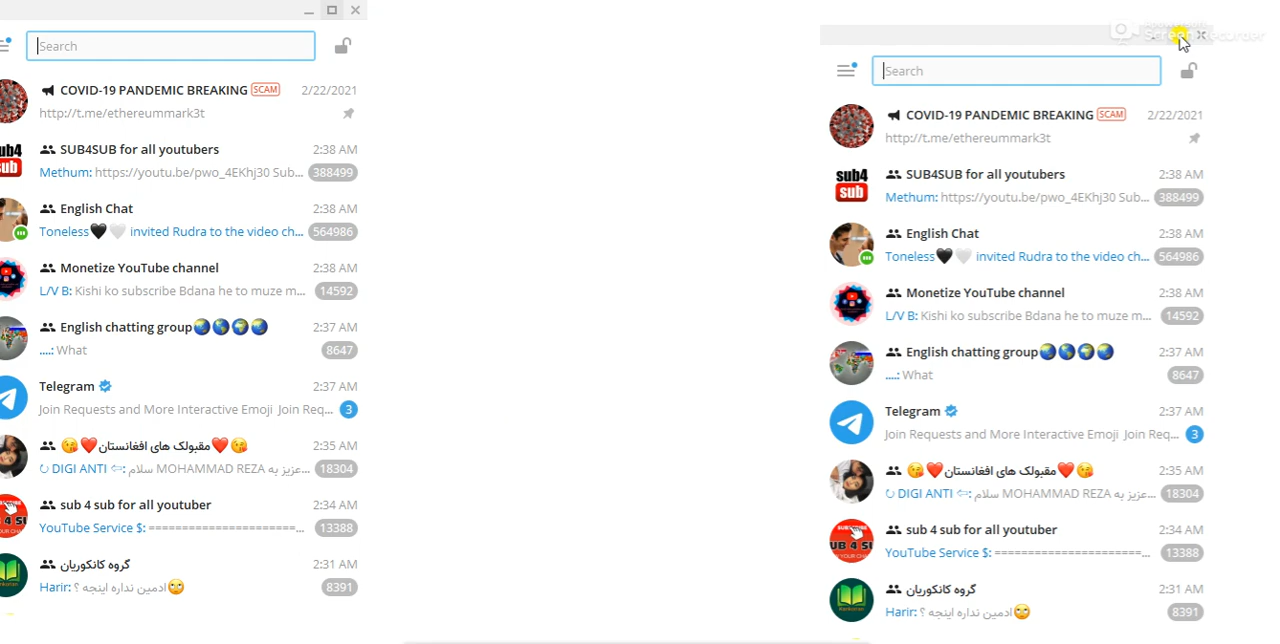 Search
COVID-19 PANDEMIC BREAKING SCAM 2/22/2021
http://t.me/ethereummark3t
sub4
sub
SUB4SUB for all youtubers 2:38 AM
Methum: https://youtu.be/pwo_4EKhj30 Sub... 388499
English Chat 2:38 AM
Toneless🖤🤍 invited Rudra to the video ch... 564986
Monetize YouTube channel 2:38 AM
L/V B: Kishi ko subscribe Bdana he to muze m... 14592
English chatting group🌏🌎🌍🌏 2:37 AM
....: What 8647
Telegram 2:37 AM
Join Requests and More Interactive Emoji Join Req... 3
😘❤️مقبولک های افغانستان❤️😘 2:35 AM
DIGI ANTI ⇦: سلام MOHAMMAD REZA عزیز به... 18304
sub 4 sub for all youtuber 2:34 AM
YouTube Service $: ======================... 13388
گروه کانکوریان 2:31 AM
Harir: ادمین نداره اینجه ؟🙄 8391
Screen Recorder
Search
COVID-19 PANDEMIC BREAKING SCAM 2/22/2021
http://t.me/ethereummark3t
sub4
sub
SUB4SUB for all youtubers 2:38 AM
Methum: https://youtu.be/pwo_4EKhj30 Sub... 388499
English Chat 2:38 AM
Toneless🖤🤍 invited Rudra to the video ch... 564986
Monetize YouTube channel 2:38 AM
L/V B: Kishi ko subscribe Bdana he to muze m... 14592
English chatting group🌏🌎🌍🌏 2:37 AM
....: What 8647
Telegram 2:37 AM
Join Requests and More Interactive Emoji Join Req... 3
😘❤️مقبولک های افغانستان❤️😘 2:35 AM
DIGI ANTI ⇦: سلام MOHAMMAD REZA عزیز به... 18304
sub 4 sub for all youtuber 2:34 AM
YouTube Service $: ======================... 13388
گروه کانکوریان 2:31 AM
Harir: ادمین نداره اینجه ؟🙄 8391